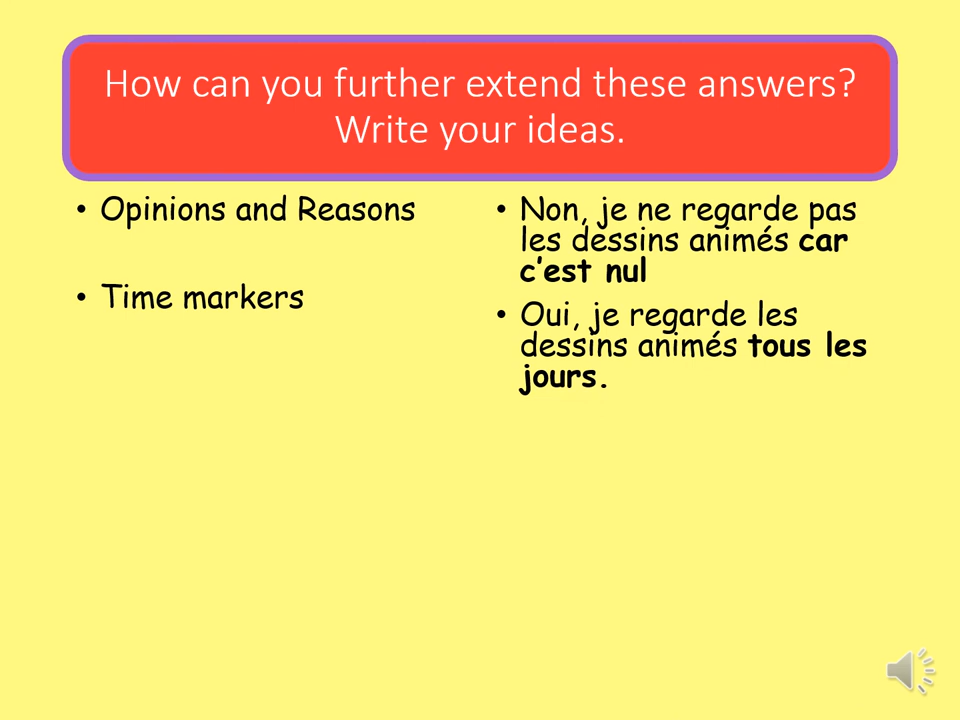 How can you further extend these answers?
Write your ideas.
• Opinions and Reasons
• Time markers
• Non, je ne regarde pas
les dessins animés car
c’est nul
• Oui, je regarde les
dessins animés tous les
jours.